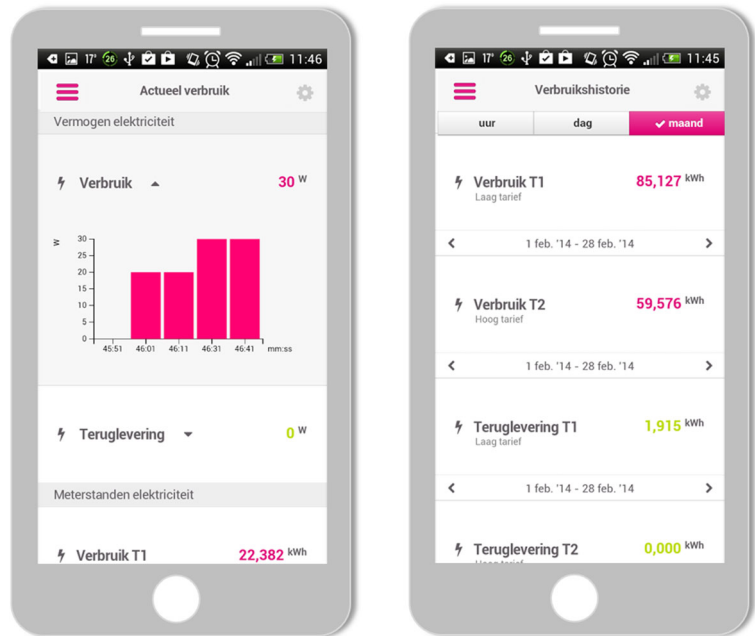 17° 26 11:46
Actueel verbruik
Vermogen elektriciteit
Verbruik 30 W
W
30
25
20
15
10
5
0
45:51 46:01 46:11 46:31 46:41 mm:ss
Teruglevering 0 W
Meterstanden elektriciteit
Verbruik T1 22,382 kWh
17° 26 11:45
Verbruikshistorie
uur dag maand
Verbruik T1 85,127 kWh
Laag tarief
1 feb. '14 - 28 feb. '14
Verbruik T2 59,576 kWh
Hoog tarief
1 feb. '14 - 28 feb. '14
Teruglevering T1 1,915 kWh
Laag tarief
1 feb. '14 - 28 feb. '14
Teruglevering T2 0,000 kWh